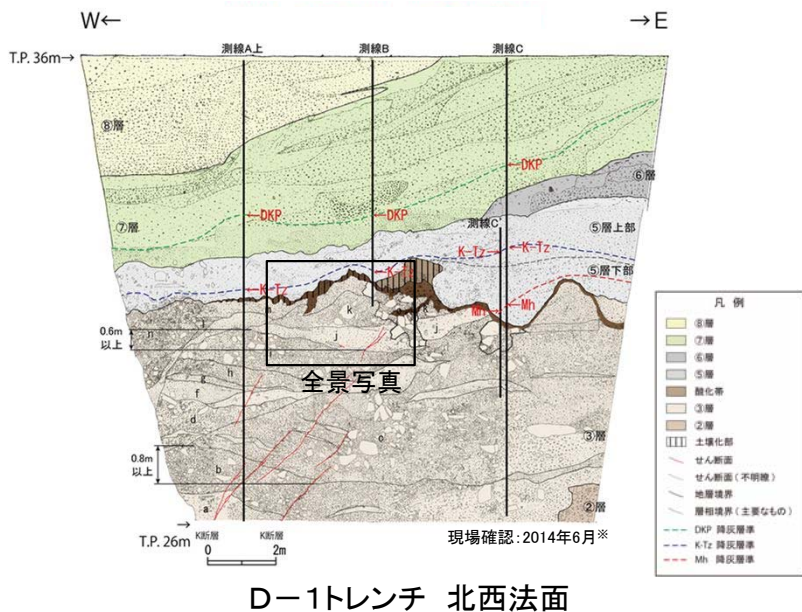 W←
→E
測線A上
測線B
測線C
T.P. 36m→
⑧層
←DKP
⑥層
←DKP
←DKP
測線C'
⑦層
⑤層上部
K-Tz←
←K-Tz
←K-Tz
⑤層下部
←K-Tz
Mh
←Mh
k
j
j
h
0.6m
以上
h
g
f
d
全景写真
c
③層
0.8m
以上
b
a
②層
T.P. 26m
K断層
K断層
0
2m
現場確認:2014年6月※
凡 例
⑧層
⑦層
⑥層
⑤層
酸化帯
③層
②層
土壌化部
せん断面
せん断面(不明瞭)
地層境界
層相境界(主要なもの)
DKP 降灰層準
K-Tz 降灰層準
Mh 降灰層準
D-1トレンチ 北西法面